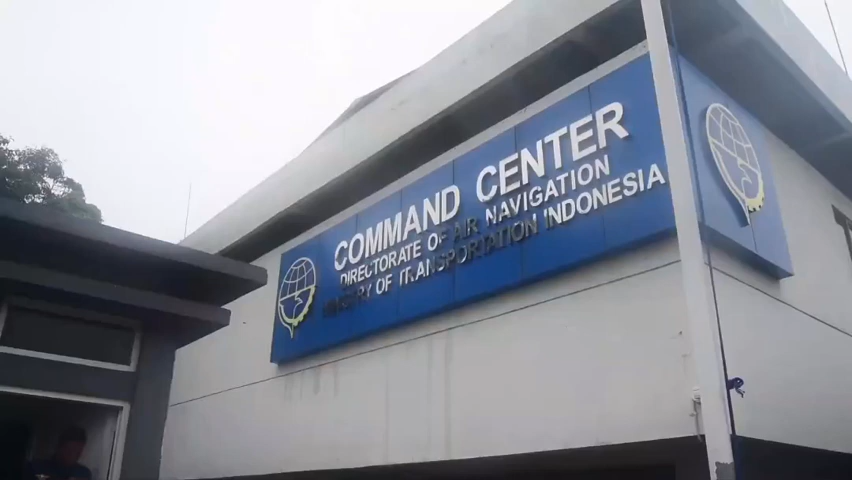 COMMAND CENTER
DIRECTORATE OF AIR NAVIGATION
MINISTRY OF TRANSPORTATION INDONESIA